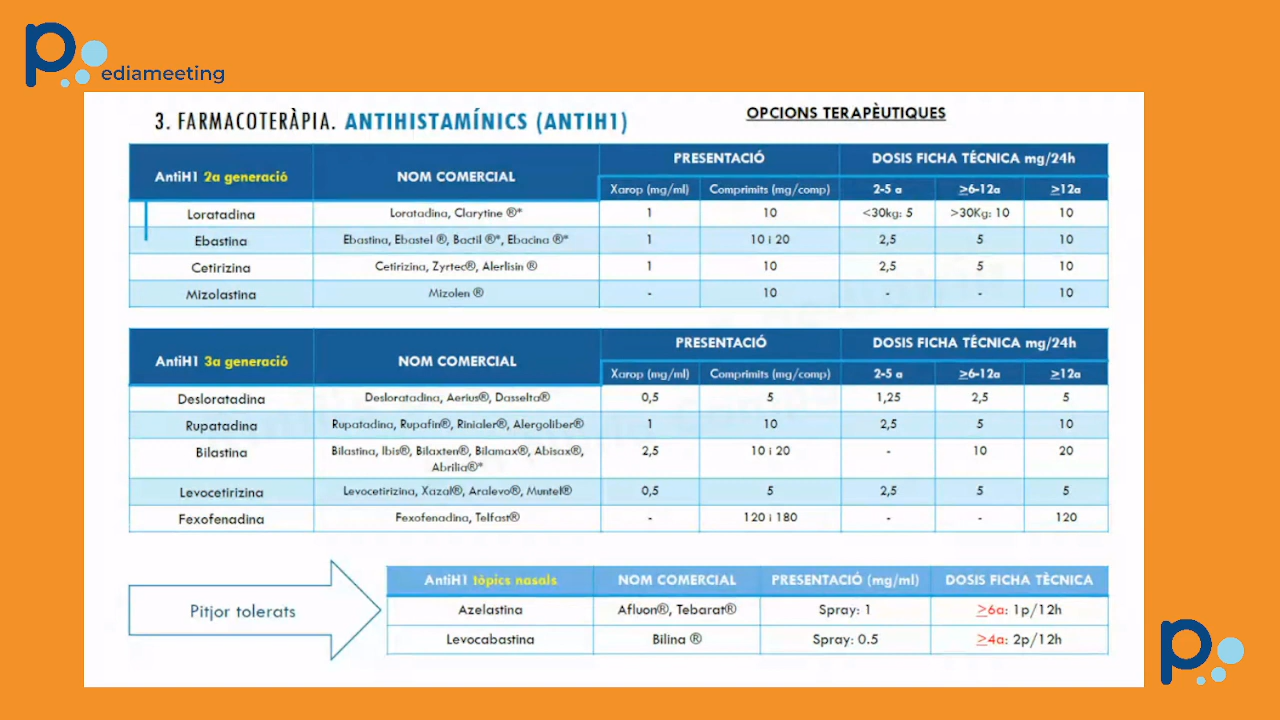 pediameeting
3. FARMACOTERÀPIA. ANTIHISTAMÍNICS (ANTIH1)
OPCIONS TERAPÈUTIQUES
AntiH1 2a generació NOM COMERCIAL PRESENTACIÓ DOSIS FICHA TÉCNICA mg/24h
Xarop (mg/ml) Comprimits (mg/comp) 2-5 a ≥6-12a ≥12a
Loratadina Loratadina, Clarytine ®* 1 10 <30kg: 5 >30Kg: 10 10
Ebastina Ebastina, Ebastel ®, Bactil ®*, Ebacina ®* 1 10 i 20 2,5 5 10
Cetirizina Cetirizina, Zyrtec®, Alerlisin ® 1 10 2,5 5 10
Mizolastina Mizolen ® - 10 - - 10
AntiH1 3a generació NOM COMERCIAL PRESENTACIÓ DOSIS FICHA TÉCNICA mg/24h
Xarop (mg/ml) Comprimits (mg/comp) 2-5 a ≥6-12a ≥12a
Desloratadina Desloratadina, Aerius®, Dasselta® 0,5 5 1,25 2,5 5
Rupatadina Rupatadina, Rupafin®, Rinialer®, Alergoliber® 1 10 2,5 5 10
Bilastina Bilastina, Ibis®, Bilaxten®, Bilamax®, Abisax®, 2,5 10 i 20 - 10 20
Abrilia®*
Levocetirizina Levocetirizina, Xazal®, Aralevo®, Muntel® 0,5 5 2,5 5 5
Fexofenadina Fexofenadina, Telfast® - 120 i 180 - - 120
Pitjor tolerats
AntiH1 tòpics nasals NOM COMERCIAL PRESENTACIÓ (mg/ml) DOSIS FICHA TÈCNICA
Azelastina Afluon®, Tebarat® Spray: 1 ≥6a: 1p/12h
Levocabastina Bilina ® Spray: 0.5 ≥4a: 2p/12h
p